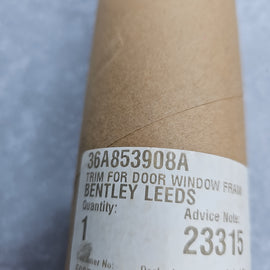 36A853908A
TRIM FOR DOOR WINDOW FRAM
BENTLEY LEEDS
Quantity:
Advice Note:
1
23315